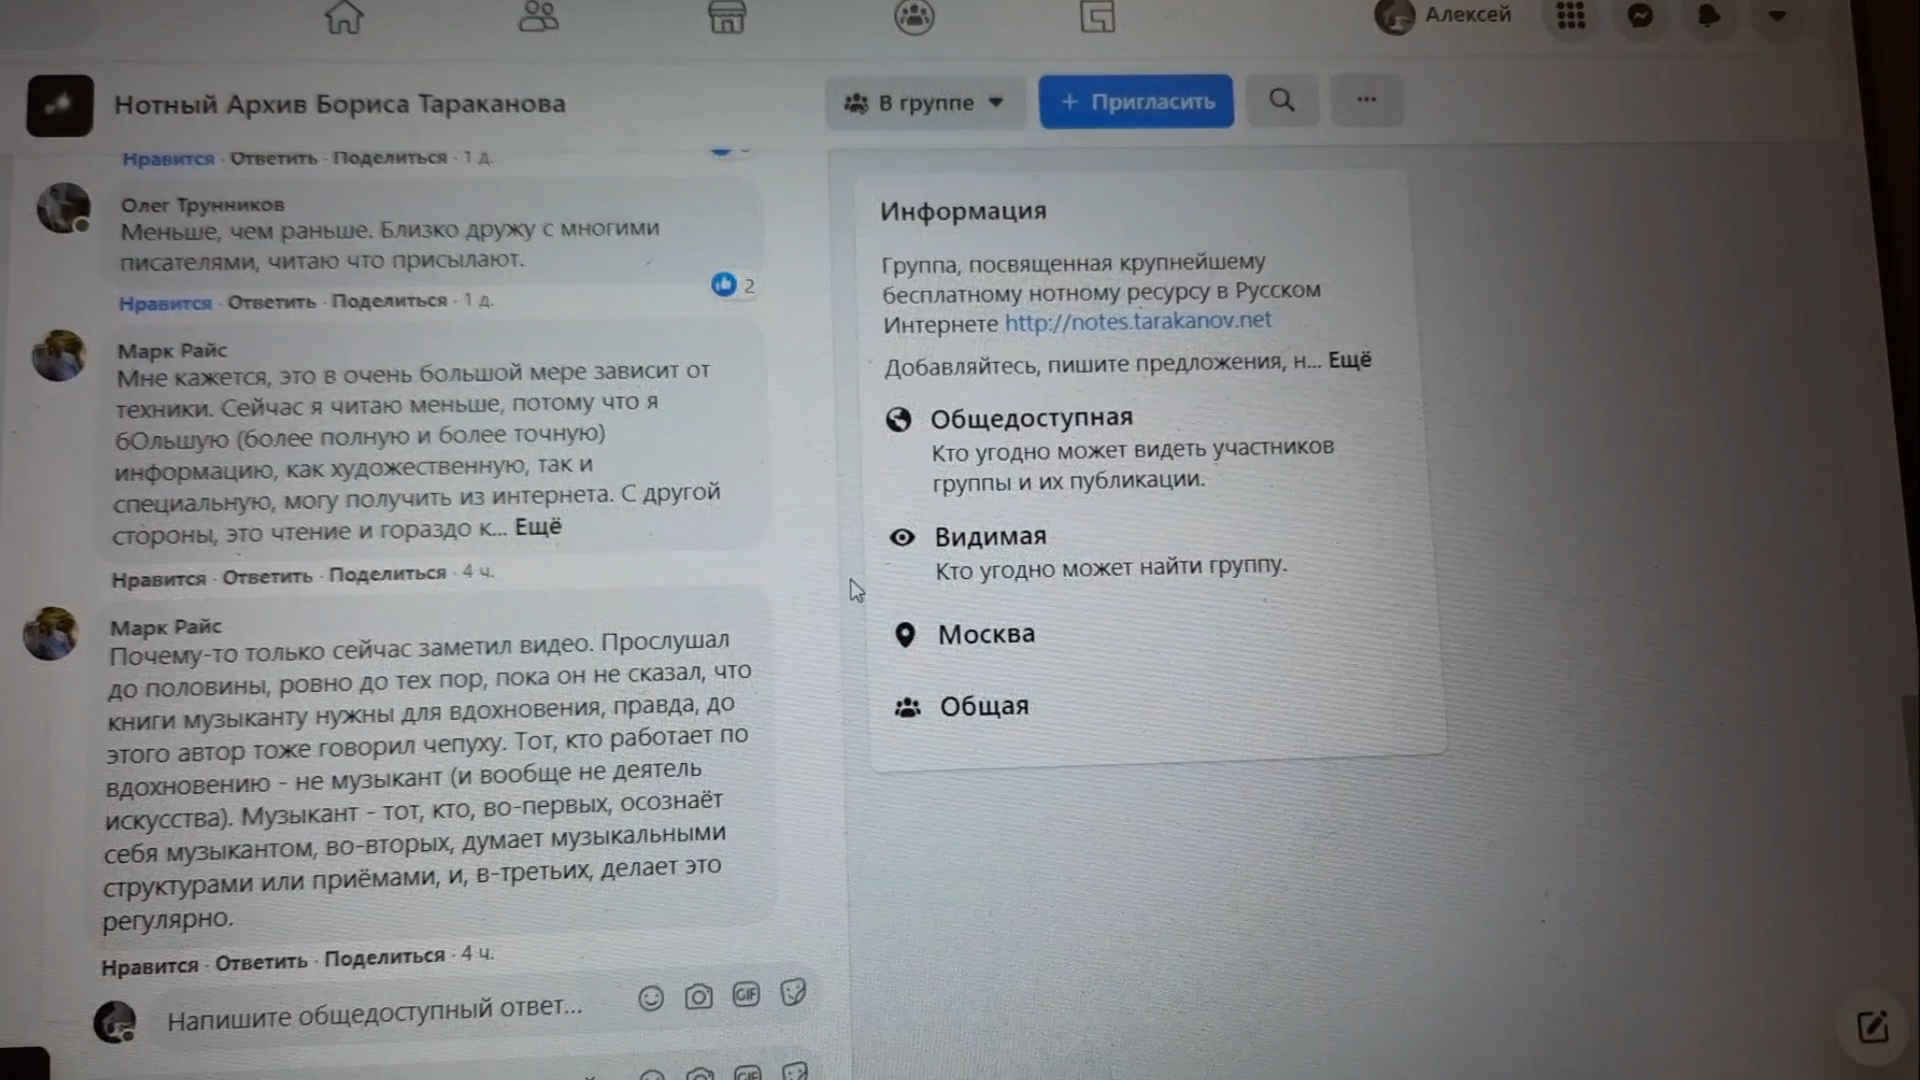 Алексей
Нотный Архив Бориса Тараканова
В группе
+ Пригласить
Нравится · Ответить · Поделиться · 1 д.
Олег Трунников
Меньше, чем раньше. Близко дружу с многими
писателями, читаю что присылают.
2
Нравится · Ответить · Поделиться · 1 д.
Марк Райс
Мне кажется, это в очень большой мере зависит от
техники. Сейчас я читаю меньше, потому что я
бОльшую (более полную и более точную)
информацию, как художественную, так и
специальную, могу получить из интернета. С другой
стороны, это чтение и гораздо к... Ещё
Нравится · Ответить · Поделиться · 4 ч.
Марк Райс
Почему-то только сейчас заметил видео. Прослушал
до половины, ровно до тех пор, пока он не сказал, что
книги музыканту нужны для вдохновения, правда, до
этого автор тоже говорил чепуху. Тот, кто работает по
вдохновению - не музыкант (и вообще не деятель
искусства). Музыкант - тот, кто, во-первых, осознаёт
себя музыкантом, во-вторых, думает музыкальными
структурами или приёмами, и, в-третьих, делает это
регулярно.
Нравится · Ответить · Поделиться · 4 ч.
Напишите общедоступный ответ...
GIF
GIF
Информация
Группа, посвященная крупнейшему
бесплатному нотному ресурсу в Русском
Интернете http://notes.tarakanov.net
Добавляйтесь, пишите предложения, н... Ещё
Общедоступная
Кто угодно может видеть участников
группы и их публикации.
Видимая
Кто угодно может найти группу.
Москва
Общая